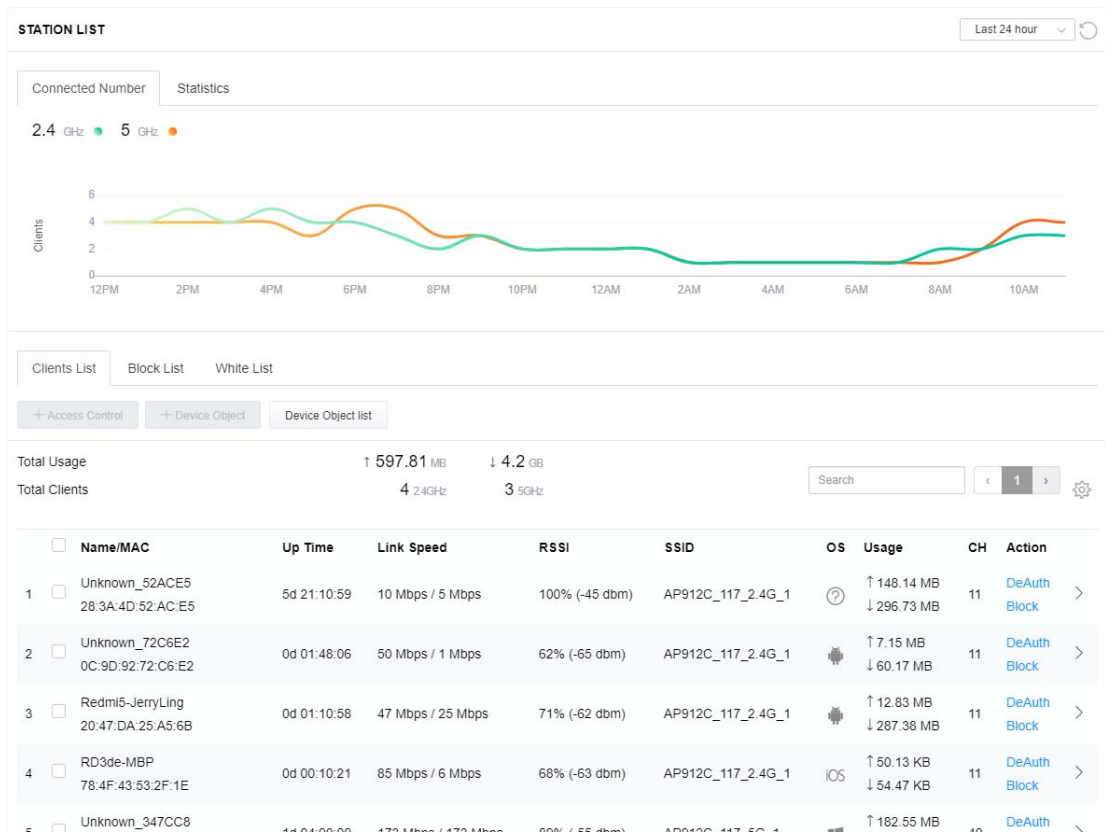 STATION LIST
Last 24 hour
Connected Number Statistics
2.4 GHz 5 GHz
Clients
6
4
2
0
12PM 2PM 4PM 6PM 8PM 10PM 12AM 2AM 4AM 6AM 8AM 10AM
Clients List Block List White List
+ Access Control + Device Object Device Object list
Total Usage ↑ 597.81 MB ↓ 4.2 GB
Total Clients 4 2.4GHz 3 5GHz
Search ‹ 1 ›
Name/MAC Up Time Link Speed RSSI SSID OS Usage CH Action
1 Unknown_52ACE5 5d 21:10:59 10 Mbps / 5 Mbps 100% (-45 dbm) AP912C_117_2.4G_1 ? ↑ 148.14 MB 11 DeAuth
28:3A:4D:52:AC:E5 ↓ 296.73 MB Block
2 Unknown_72C6E2 0d 01:48:06 50 Mbps / 1 Mbps 62% (-65 dbm) AP912C_117_2.4G_1 ↑ 7.15 MB 11 DeAuth
0C:9D:92:72:C6:E2 ↓ 60.17 MB Block
3 Redmi5-JerryLing 0d 01:10:58 47 Mbps / 25 Mbps 71% (-62 dbm) AP912C_117_2.4G_1 ↑ 12.83 MB 11 DeAuth
20:47:DA:25:A5:6B ↓ 287.38 MB Block
4 RD3de-MBP 0d 00:10:21 85 Mbps / 6 Mbps 68% (-63 dbm) AP912C_117_2.4G_1 iOS ↑ 50.13 KB 11 DeAuth
78:4F:43:53:2F:1E ↓ 54.47 KB Block
Unknown_347CC8 ↑ 182.55 MB DeAuth